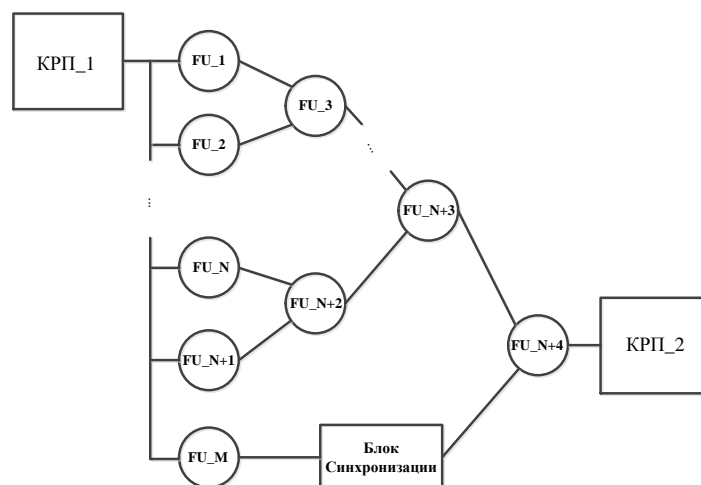 КРП_1
FU_1
FU_3
FU_2
...
...
FU_N+3
FU_N
FU_N+2
FU_N+4
КРП_2
FU_N+1
FU_M
Блок
Синхронизации